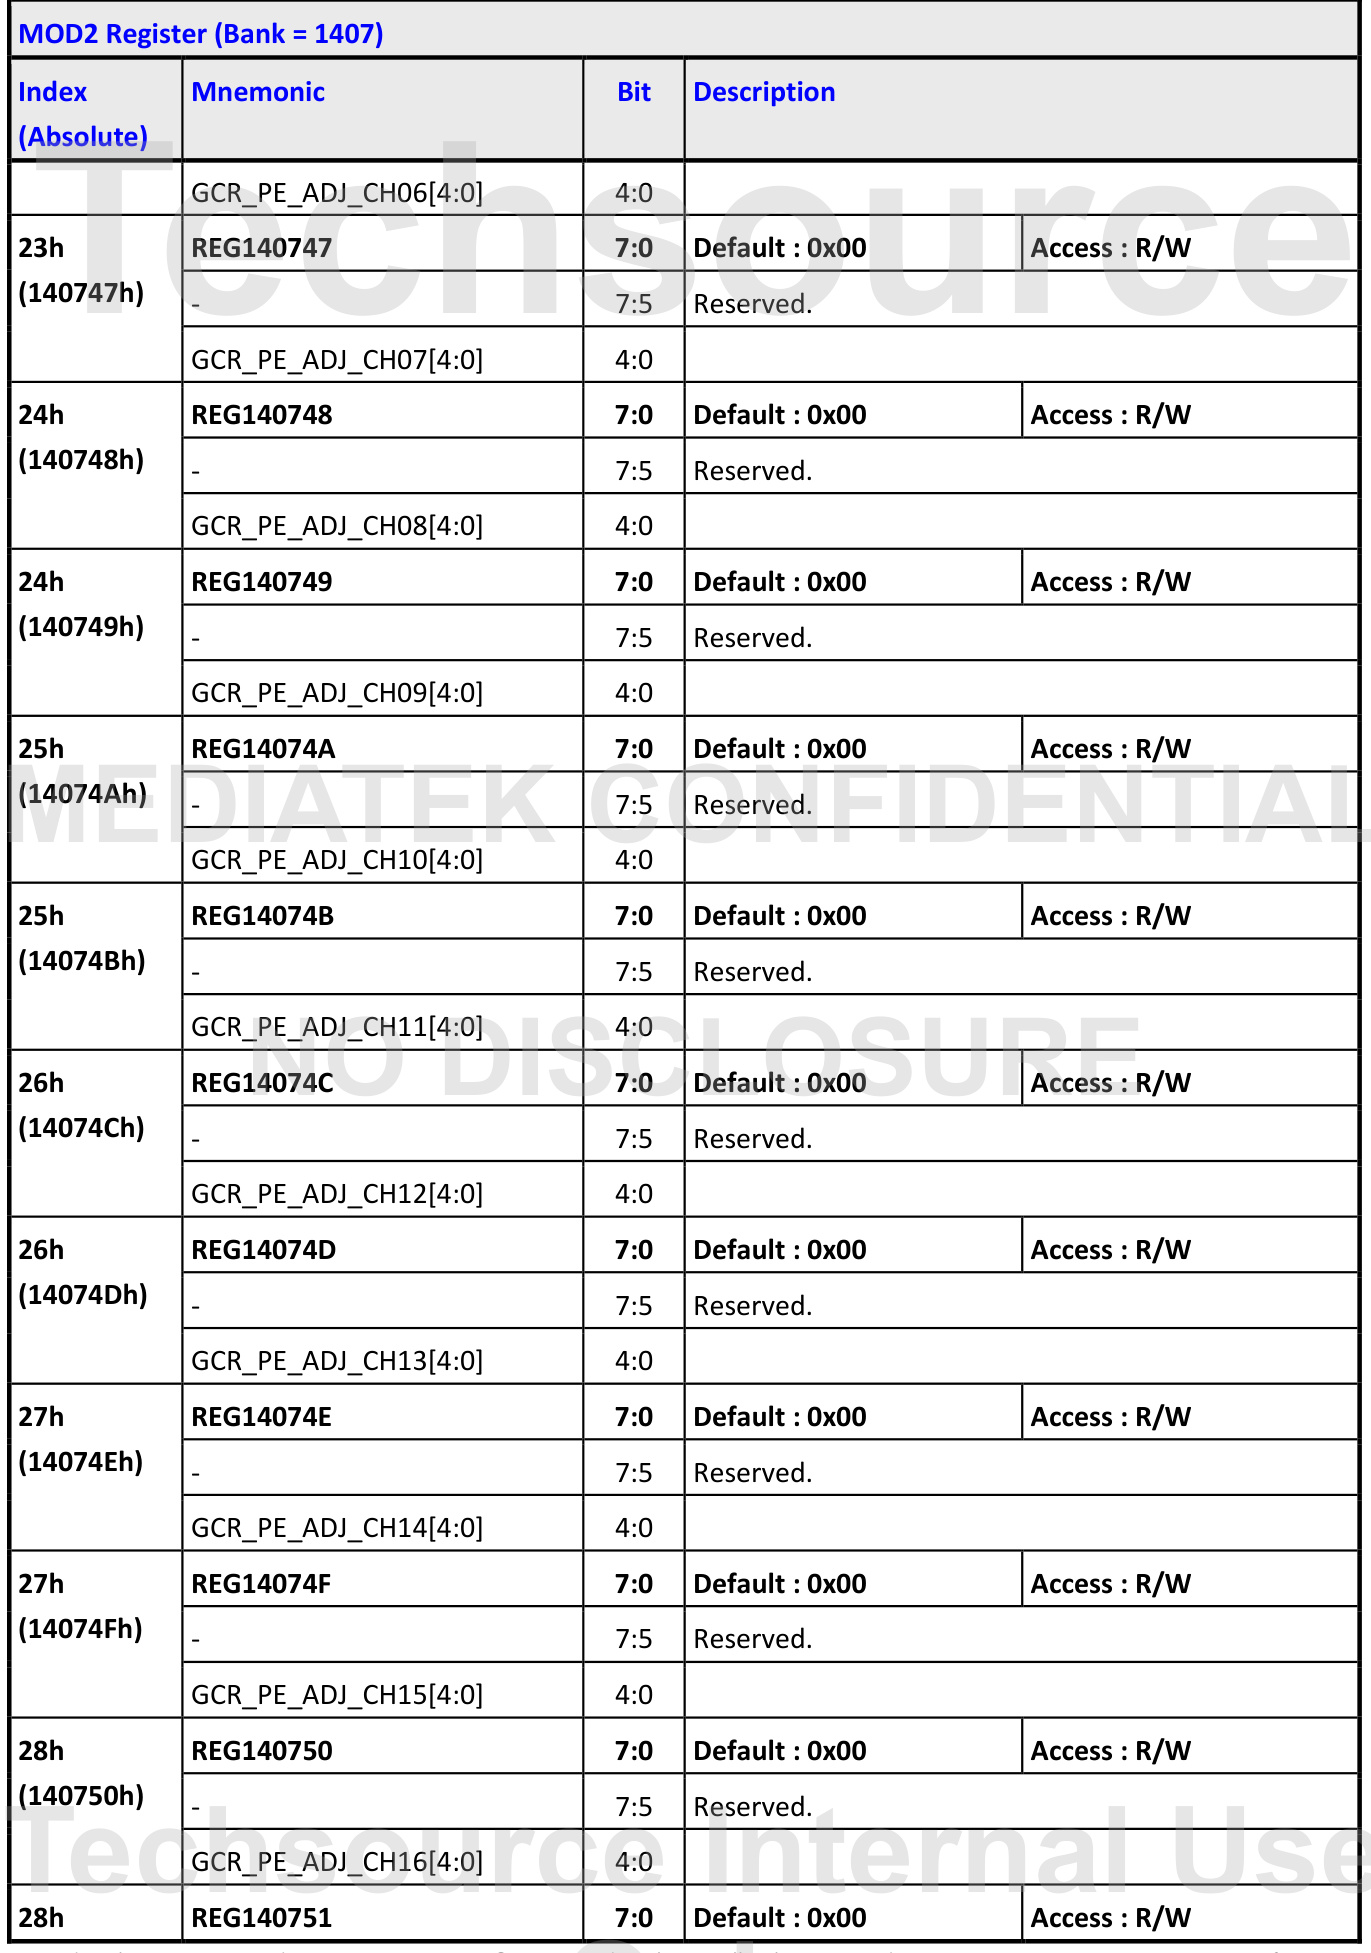 MOD2 Register (Bank = 1407)
Index (Absolute) Mnemonic Bit Description
GCR_PE_ADJ_CH06[4:0] 4:0
23h (140747h) REG140747 7:0 Default : 0x00 Access : R/W
- 7:5 Reserved.
GCR_PE_ADJ_CH07[4:0] 4:0
24h (140748h) REG140748 7:0 Default : 0x00 Access : R/W
- 7:5 Reserved.
GCR_PE_ADJ_CH08[4:0] 4:0
24h (140749h) REG140749 7:0 Default : 0x00 Access : R/W
- 7:5 Reserved.
GCR_PE_ADJ_CH09[4:0] 4:0
25h (14074Ah) REG14074A 7:0 Default : 0x00 Access : R/W
- 7:5 Reserved.
GCR_PE_ADJ_CH10[4:0] 4:0
25h (14074Bh) REG14074B 7:0 Default : 0x00 Access : R/W
- 7:5 Reserved.
GCR_PE_ADJ_CH11[4:0] 4:0
26h (14074Ch) REG14074C 7:0 Default : 0x00 Access : R/W
- 7:5 Reserved.
GCR_PE_ADJ_CH12[4:0] 4:0
26h (14074Dh) REG14074D 7:0 Default : 0x00 Access : R/W
- 7:5 Reserved.
GCR_PE_ADJ_CH13[4:0] 4:0
27h (14074Eh) REG14074E 7:0 Default : 0x00 Access : R/W
- 7:5 Reserved.
GCR_PE_ADJ_CH14[4:0] 4:0
27h (14074Fh) REG14074F 7:0 Default : 0x00 Access : R/W
- 7:5 Reserved.
GCR_PE_ADJ_CH15[4:0] 4:0
28h (140750h) REG140750 7:0 Default : 0x00 Access : R/W
- 7:5 Reserved.
GCR_PE_ADJ_CH16[4:0] 4:0
28h REG140751 7:0 Default : 0x00 Access : R/W
Techsource
MEDIATEK CONFIDENTIAL
NO DISCLOSURE
Techsource Internal Use